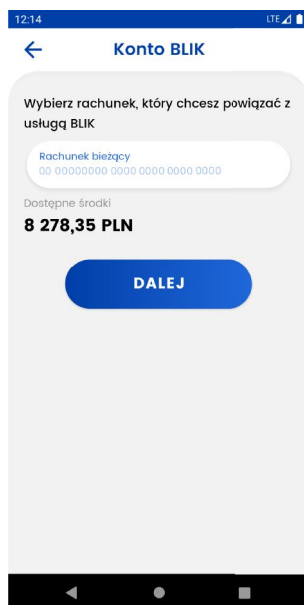 12:14
LTE
Konto BLIK
Wybierz rachunek, który chcesz powiązać z
usługą BLIK
Rachunek bieżący
00 00000000 0000 0000 0000 0000
Dostępne środki
8 278,35 PLN
DALEJ